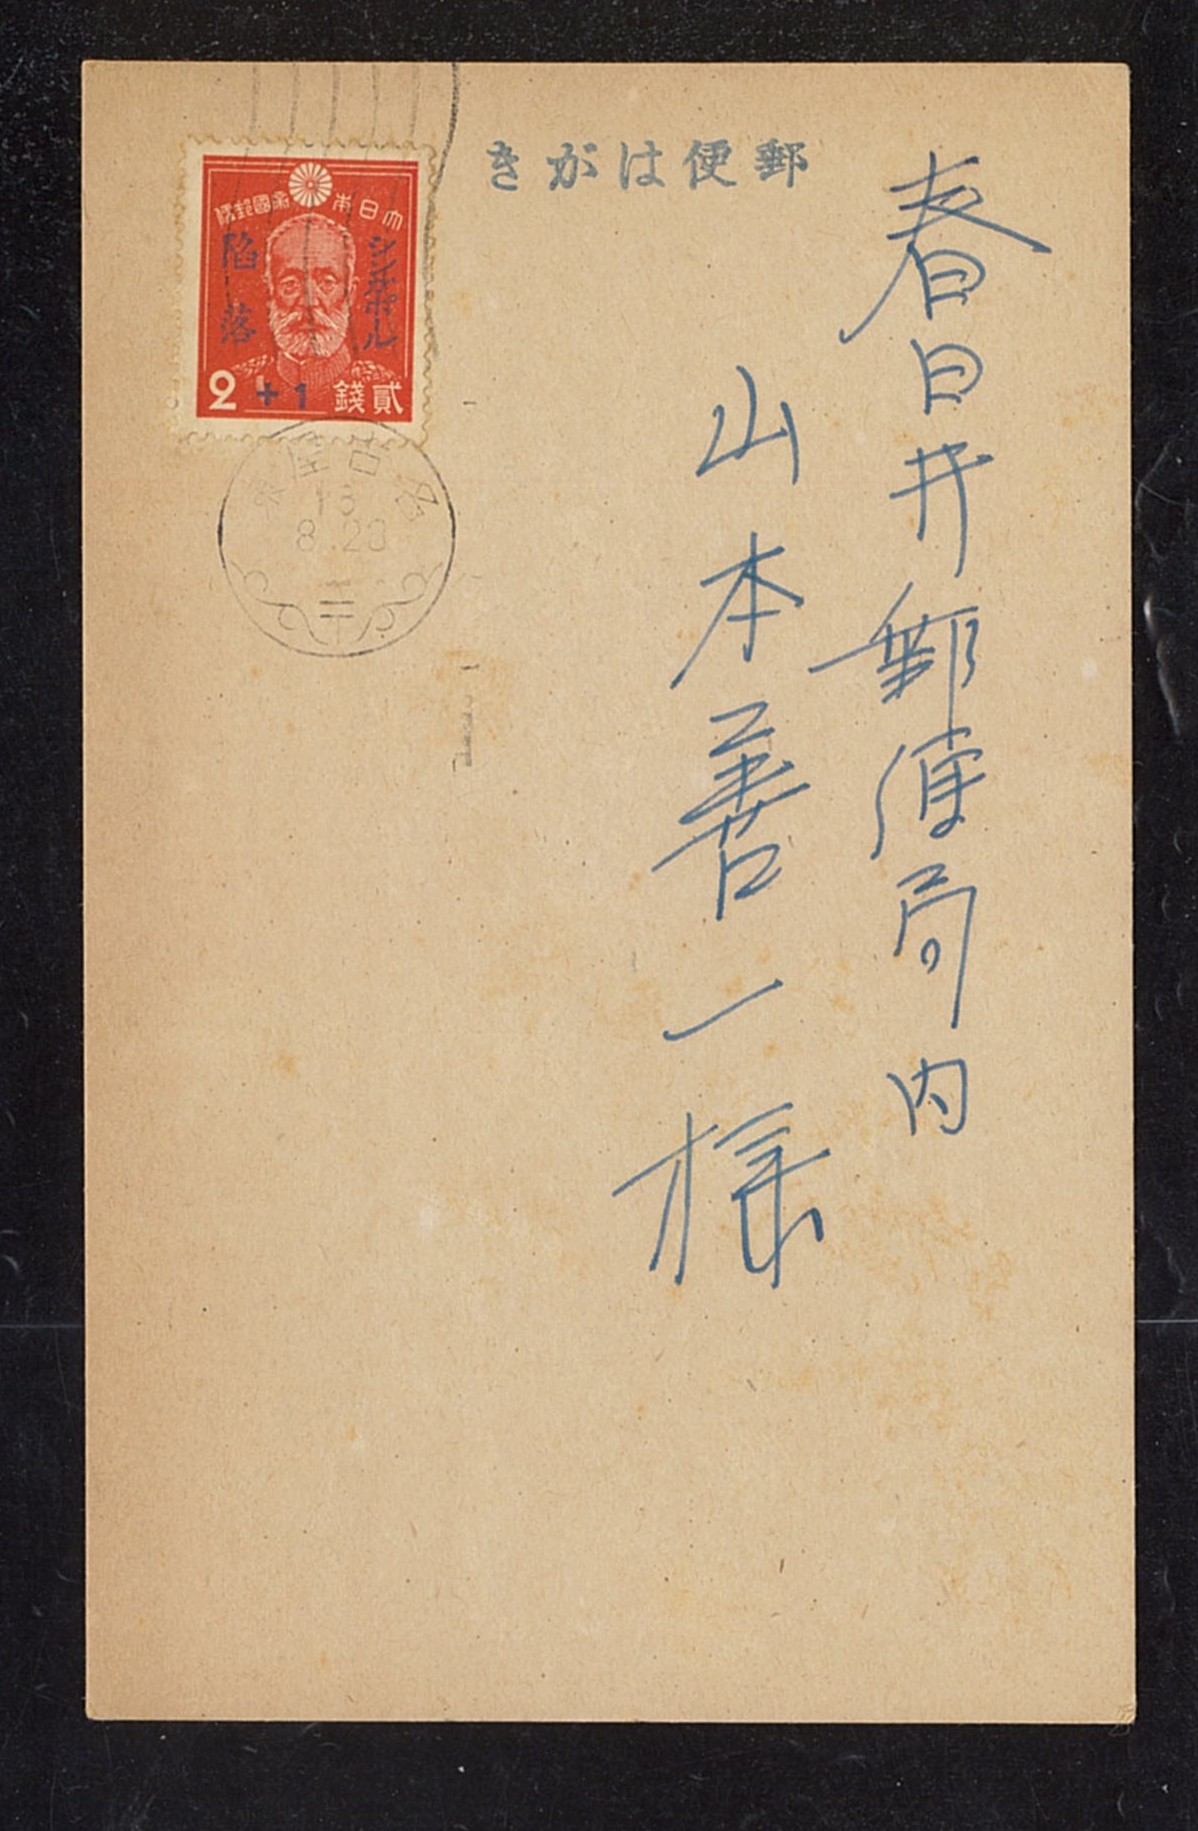 郵便はがき
大日本帝國郵便
シンガポール
陥落
2+1
貳錢
名古屋
13
8.23
春日井郵便局内
山本善一様